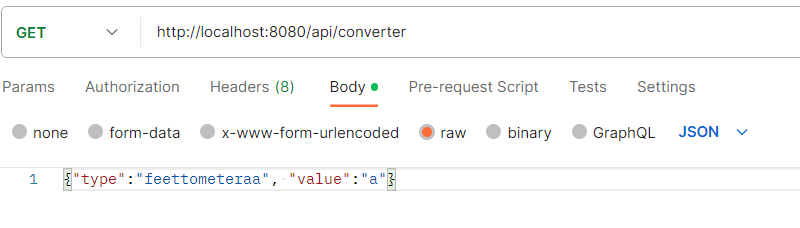 GET http://localhost:8080/api/converter
Params Authorization Headers (8) Body Pre-request Script Tests Settings
none form-data x-www-form-urlencoded raw binary GraphQL JSON
1 {"type":"feettometeraa", "value":"a"}